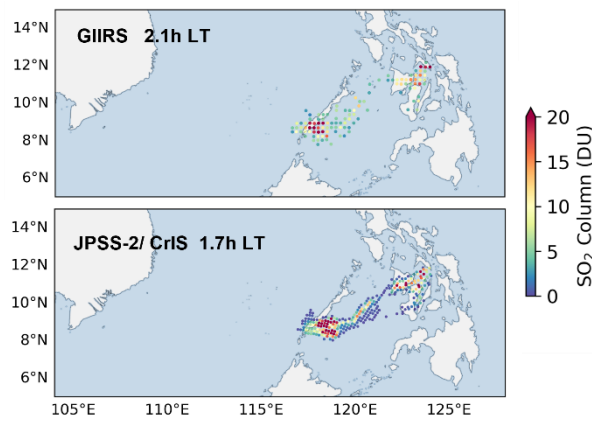 GIIRS 2.1h LT
14°N
12°N
10°N
8°N
6°N
JPSS-2/ CrIS 1.7h LT
14°N
12°N
10°N
8°N
6°N
105°E 110°E 115°E 120°E 125°E
20
15
10
5
0
SO₂ Column (DU)